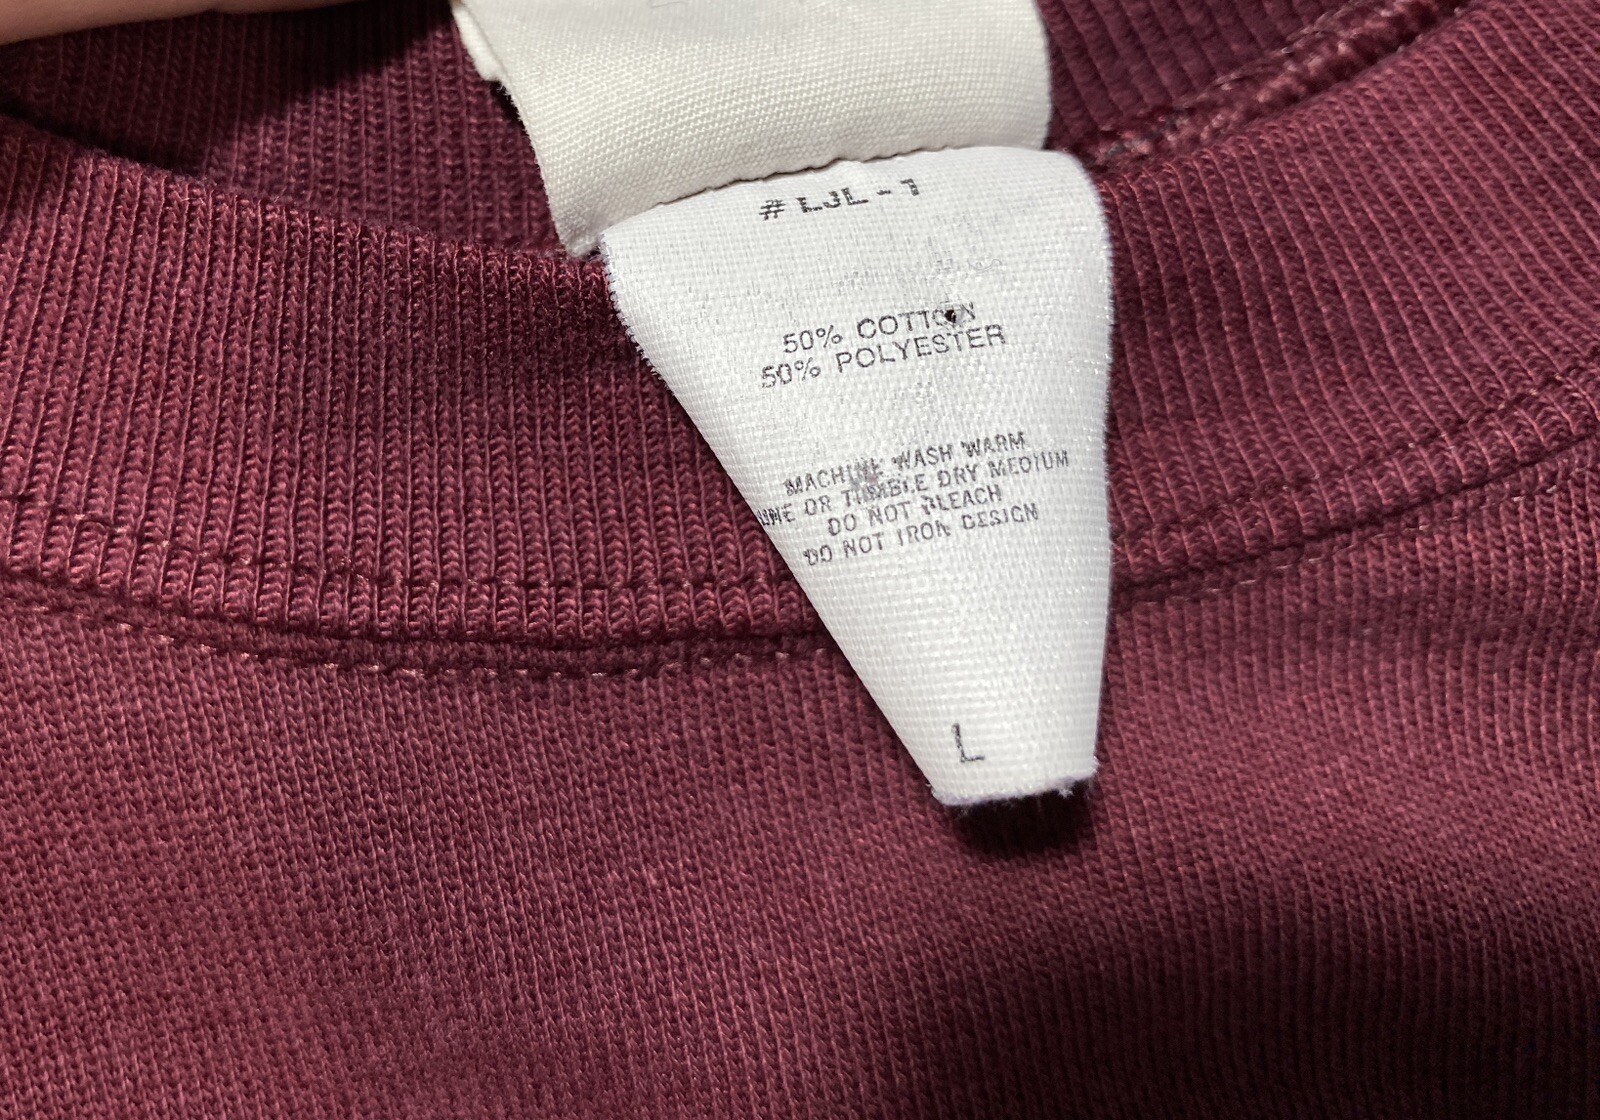 # LJL - 1
50% COTTON
50% POLYESTER
MACHINE WASH WARM
LINE OR TUMBLE DRY MEDIUM
DO NOT BLEACH
DO NOT IRON DESIGN
L